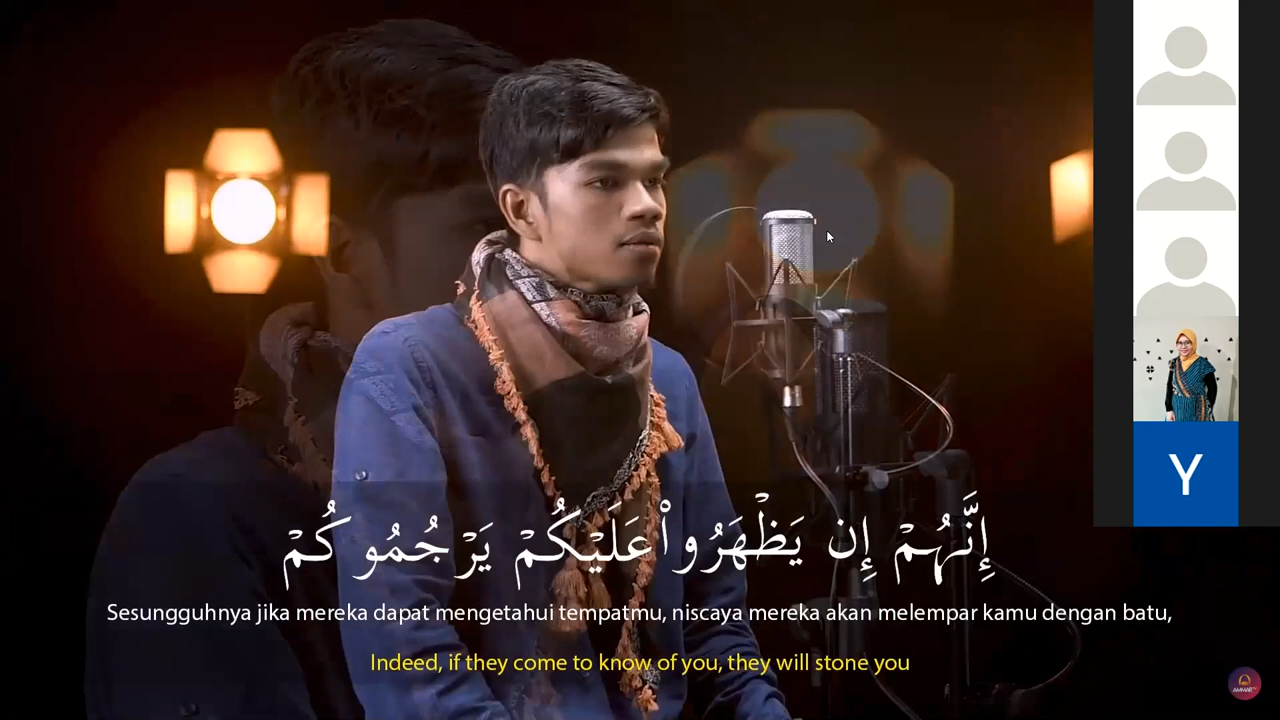 إِنَّهُمْ إِن يَظْهَرُوا۟ عَلَيْكُمْ يَرْجُمُوكُمْ
Sesungguhnya jika mereka dapat mengetahui tempatmu, niscaya mereka akan melempar kamu dengan batu,
Indeed, if they come to know of you, they will stone you
Y
AMMAR